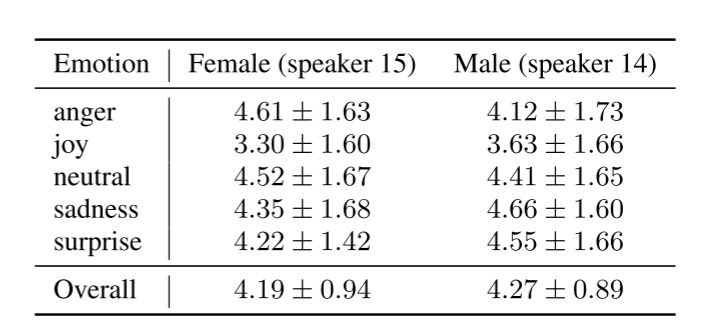 Emotion Female (speaker 15) Male (speaker 14)
anger 4.61 ± 1.63 4.12 ± 1.73
joy 3.30 ± 1.60 3.63 ± 1.66
neutral 4.52 ± 1.67 4.41 ± 1.65
sadness 4.35 ± 1.68 4.66 ± 1.60
surprise 4.22 ± 1.42 4.55 ± 1.66
Overall 4.19 ± 0.94 4.27 ± 0.89